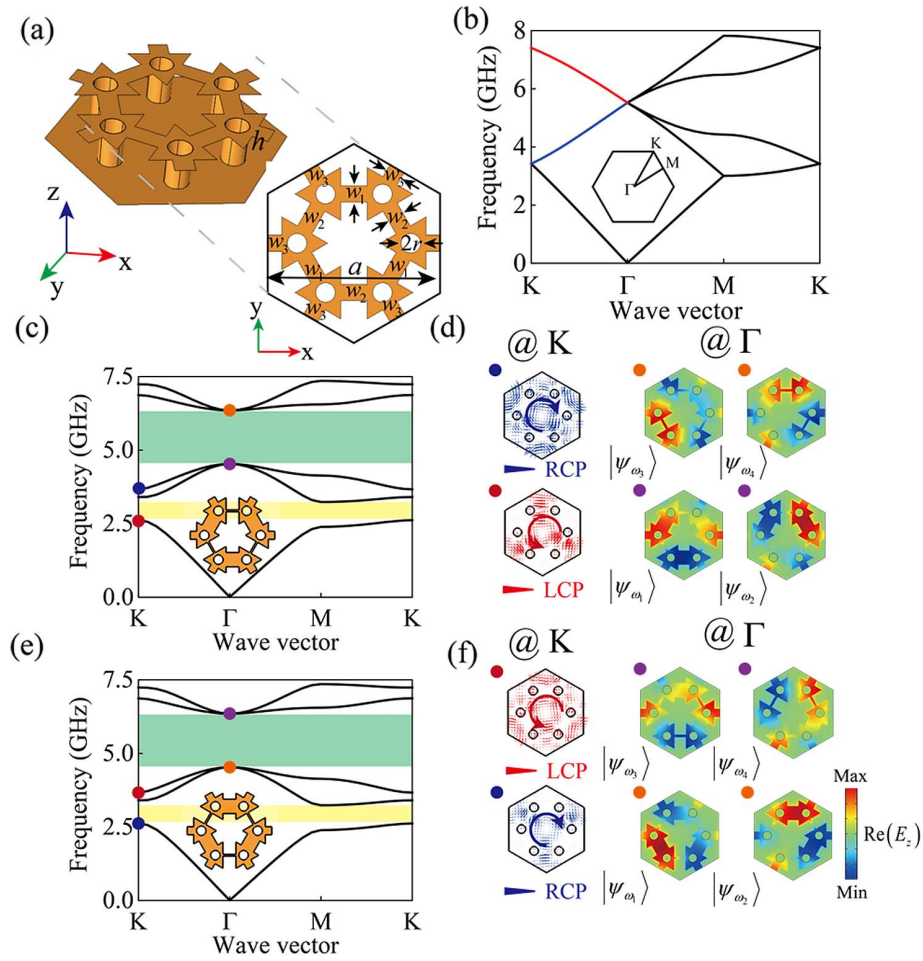 (a)
h
z
x
y
w3
w1
w3
w2
w2
w3
2r
w1
a
w1
w3
w2
w3
y
x
(b)
Frequency (GHz)
8
6
4
2
0
K
M
Γ
K
Γ
M
K
Wave vector
(c)
Frequency (GHz)
7.5
5.0
2.5
0.0
K
Γ
M
K
Wave vector
(d)
@ K
@ Γ
RCP
|ψω3⟩
|ψω4⟩
LCP
|ψω1⟩
|ψω2⟩
(e)
Frequency (GHz)
7.5
5.0
2.5
0.0
K
Γ
M
K
Wave vector
(f)
@ K
@ Γ
LCP
|ψω3⟩
|ψω4⟩
Max
Re(Ez)
Min
RCP
|ψω1⟩
|ψω2⟩